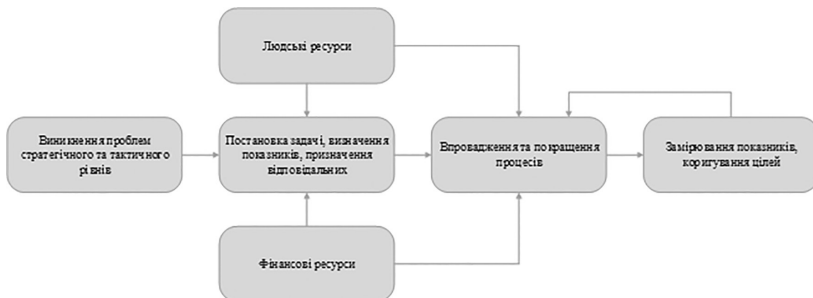 Людські ресурси
Виникнення проблем
стратегічного та тактичного
рівнів
Постановка задачі, визначення
показників, призначення
відповідальних
Впровадження та покращення
процесів
Замірювання показників,
коригування цілей
Фінансові ресурси